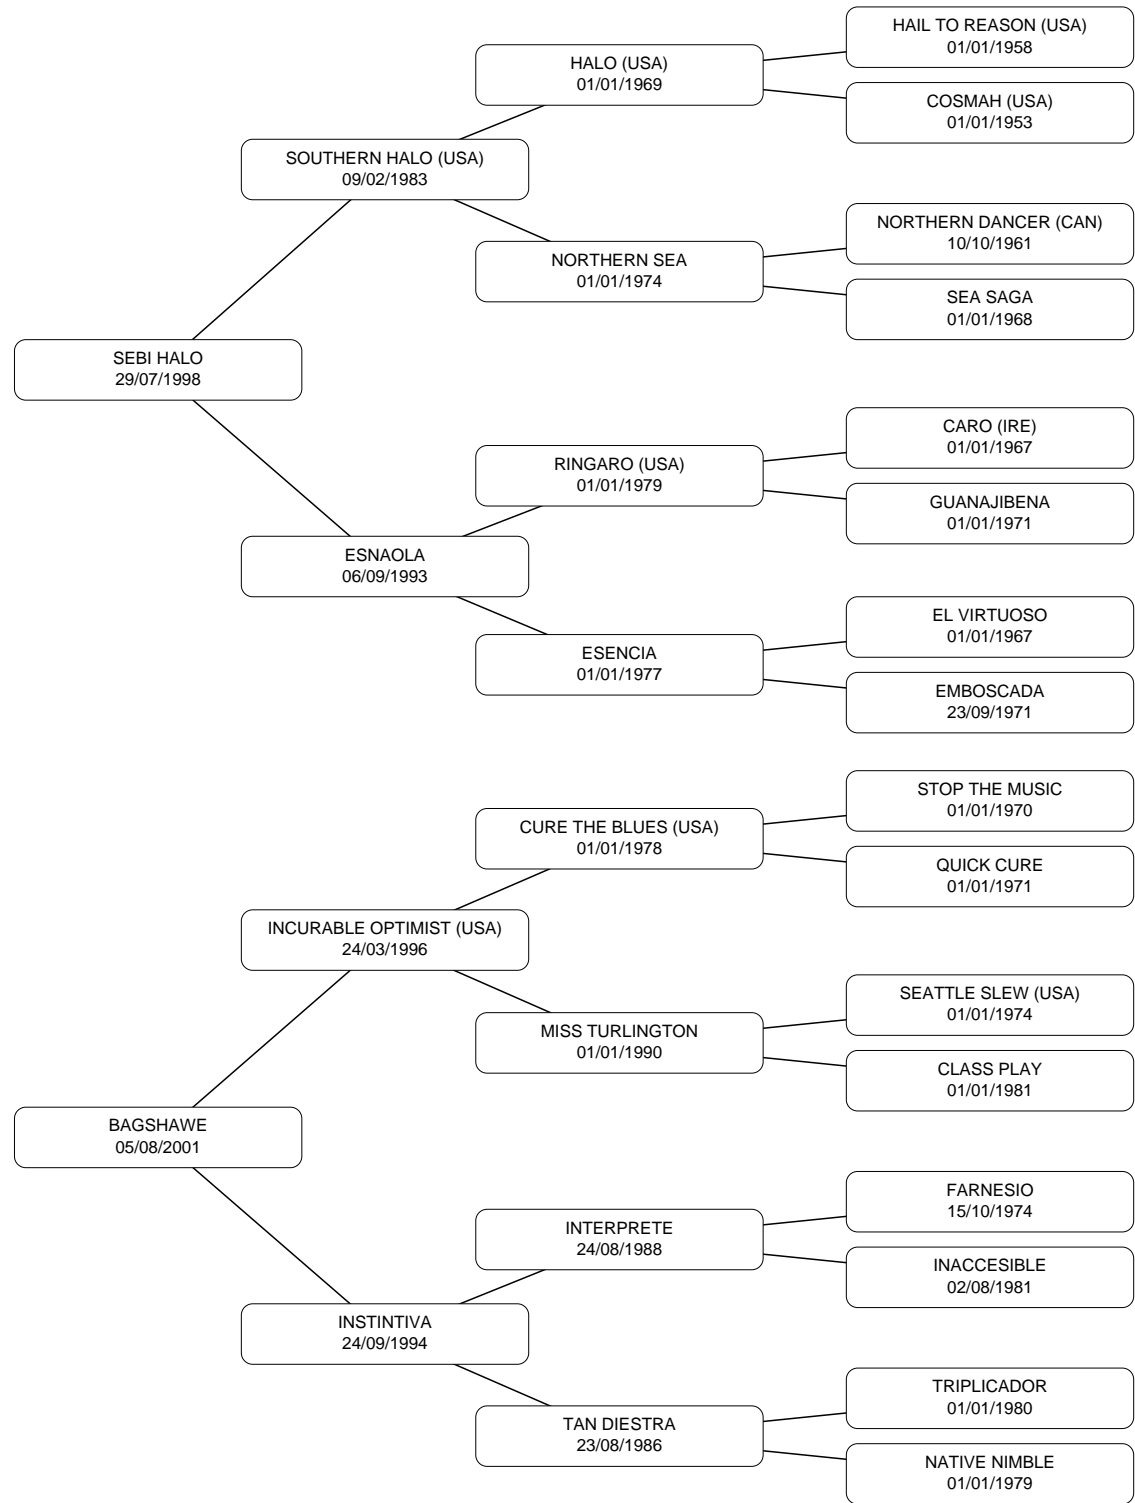 HAIL TO REASON (USA)
01/01/1958
HALO (USA)
01/01/1969
COSMAH (USA)
01/01/1953
SOUTHERN HALO (USA)
09/02/1983
NORTHERN DANCER (CAN)
10/10/1961
NORTHERN SEA
01/01/1974
SEA SAGA
01/01/1968
SEBI HALO
29/07/1998
CARO (IRE)
01/01/1967
RINGARO (USA)
01/01/1979
GUANAJIBENA
01/01/1971
ESNAOLA
06/09/1993
EL VIRTUOSO
01/01/1967
ESENCIA
01/01/1977
EMBOSCADA
23/09/1971
STOP THE MUSIC
01/01/1970
CURE THE BLUES (USA)
01/01/1978
QUICK CURE
01/01/1971
INCURABLE OPTIMIST (USA)
24/03/1996
SEATTLE SLEW (USA)
01/01/1974
MISS TURLINGTON
01/01/1990
CLASS PLAY
01/01/1981
BAGSHAWE
05/08/2001
FARNESIO
15/10/1974
INTERPRETE
24/08/1988
INACCESIBLE
02/08/1981
INSTINTIVA
24/09/1994
TRIPLICADOR
01/01/1980
TAN DIESTRA
23/08/1986
NATIVE NIMBLE
01/01/1979